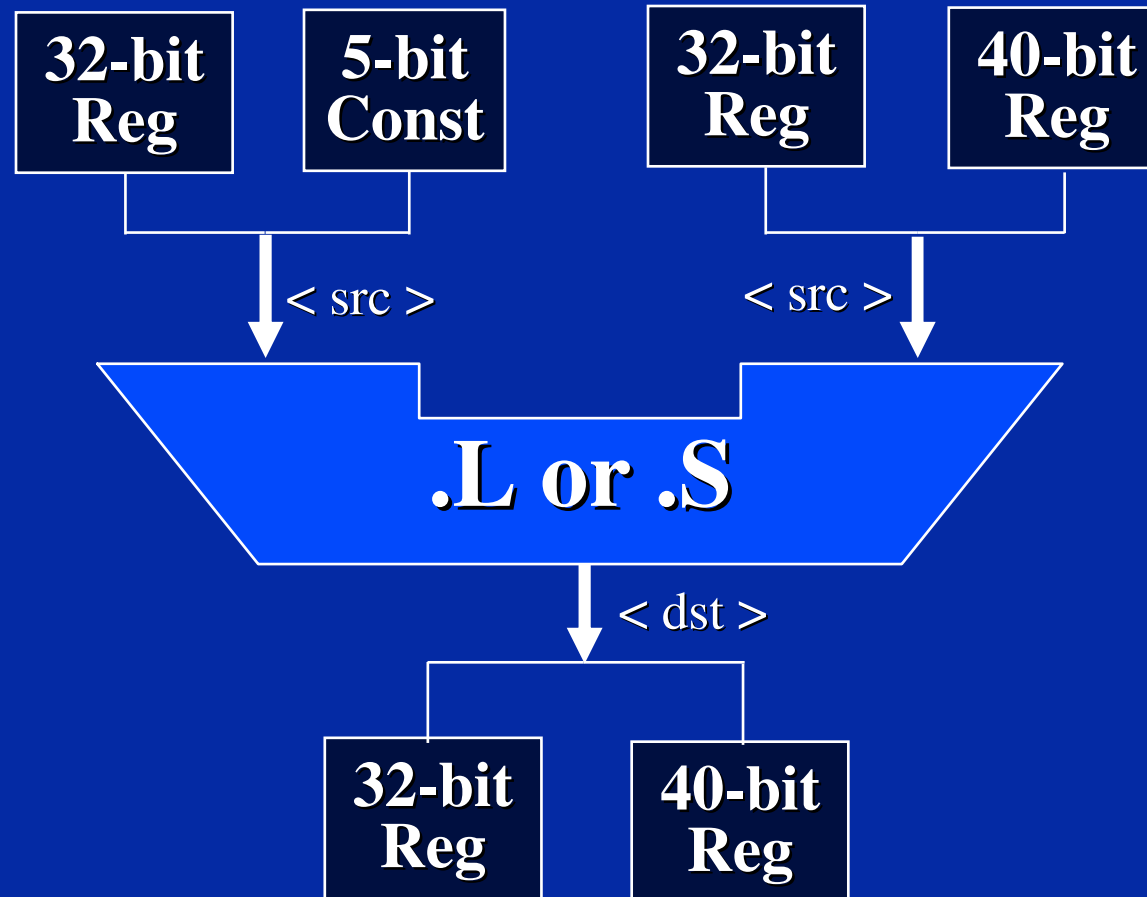 32-bit
Reg
5-bit
Const
32-bit
Reg
40-bit
Reg
< src >
< src >
.L or .S
< dst >
32-bit
Reg
40-bit
Reg